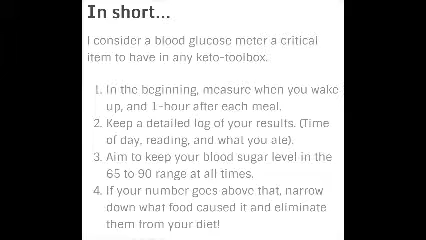 In short...
I consider a blood glucose meter a critical
item to have in any keto-toolbox.
1. In the beginning, measure when you wake
up, and 1-hour after each meal.
2. Keep a detailed log of your results. (Time
of day, reading, and what you ate).
3. Aim to keep your blood sugar level in the
65 to 90 range at all times.
4. If your number goes above that, narrow
down what food caused it and eliminate
them from your diet!